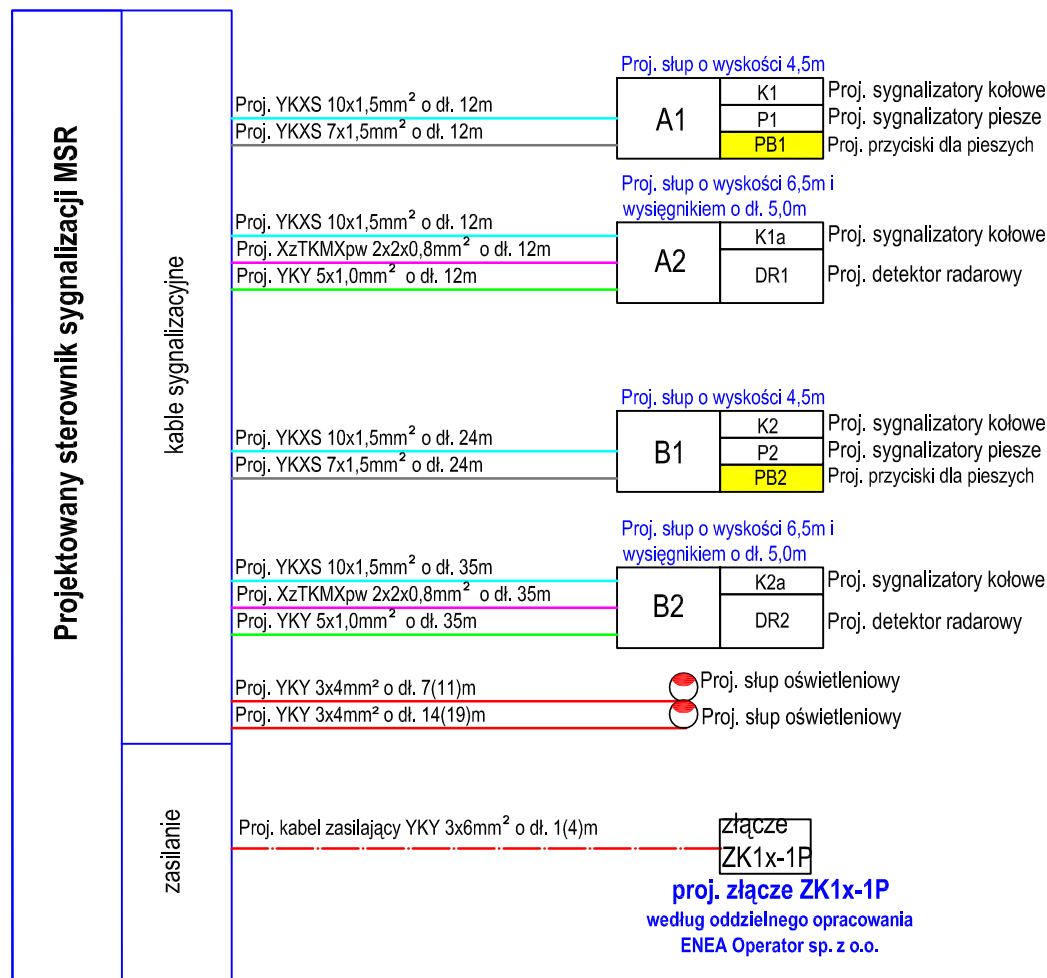 Projektowany sterownik sygnalizacji MSR
kable sygnalizacyjne
Proj. słup o wyskości 4,5m
Proj. YKXS 10x1,5mm² o dł. 12m
Proj. YKXS 7x1,5mm² o dł. 12m
A1
K1
Proj. sygnalizatory kołowe
P1
Proj. sygnalizatory piesze
PB1
Proj. przyciski dla pieszych
Proj. słup o wyskości 6,5m i
wysięgnikiem o dł. 5,0m
Proj. YKXS 10x1,5mm² o dł. 12m
Proj. XzTKMXpw 2x2x0,8mm² o dł. 12m
Proj. YKY 5x1,0mm² o dł. 12m
A2
K1a
Proj. sygnalizatory kołowe
DR1
Proj. detektor radarowy
Proj. słup o wyskości 4,5m
Proj. YKXS 10x1,5mm² o dł. 24m
Proj. YKXS 7x1,5mm² o dł. 24m
B1
K2
Proj. sygnalizatory kołowe
P2
Proj. sygnalizatory piesze
PB2
Proj. przyciski dla pieszych
Proj. słup o wyskości 6,5m i
wysięgnikiem o dł. 5,0m
Proj. YKXS 10x1,5mm² o dł. 35m
Proj. XzTKMXpw 2x2x0,8mm² o dł. 35m
Proj. YKY 5x1,0mm² o dł. 35m
B2
K2a
Proj. sygnalizatory kołowe
DR2
Proj. detektor radarowy
Proj. YKY 3x4mm² o dł. 7(11)m
Proj. słup oświetleniowy
Proj. YKY 3x4mm² o dł. 14(19)m
Proj. słup oświetleniowy
zasilanie
Proj. kabel zasilający YKY 3x6mm² o dł. 1(4)m
złącze
ZK1x-1P
proj. złącze ZK1x-1P
według oddzielnego opracowania
ENEA Operator sp. z o.o.